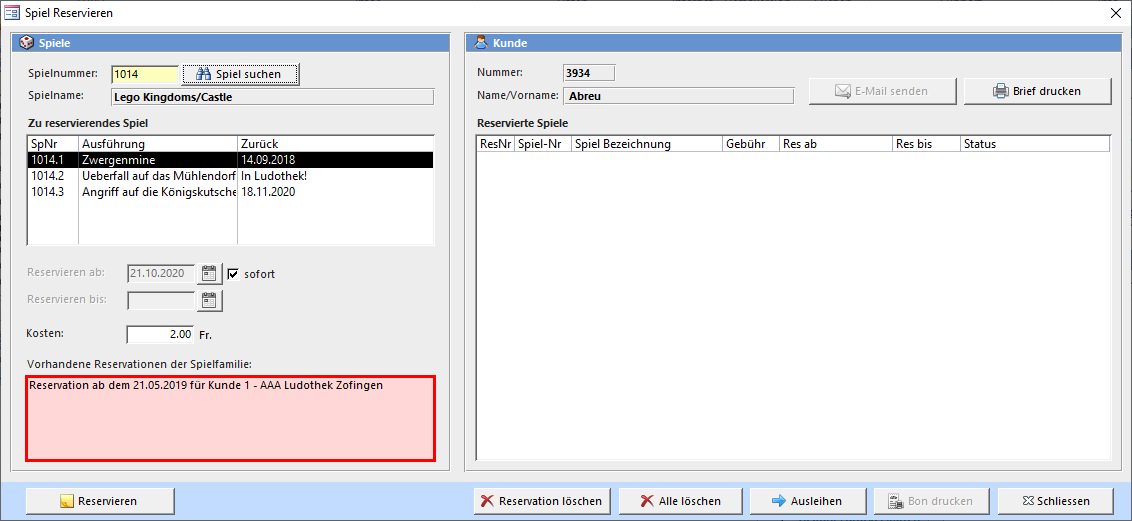 Spiel Reservieren
Spiele
Spielnummer: 1014 Spiel suchen
Spielname: Lego Kingdoms/Castle
Zu reservierendes Spiel
SpNr Ausführung Zurück
1014.1 Zwergenmine 14.09.2018
1014.2 Ueberfall auf das Mühlendorf In Ludothek!
1014.3 Angriff auf die Königskutsche 18.11.2020
Reservieren ab: 21.10.2020 sofort
Reservieren bis:
Kosten: 2.00 Fr.
Vorhandene Reservationen der Spielfamilie:
Reservation ab dem 21.05.2019 für Kunde 1 - AAA Ludothek Zofingen
Kunde
Nummer: 3934
Name/Vorname: Abreu
E-Mail senden Brief drucken
Reservierte Spiele
ResNr Spiel-Nr Spiel Bezeichnung Gebühr Res ab Res bis Status
Reservieren Reservation löschen Alle löschen Ausleihen Bon drucken Schliessen